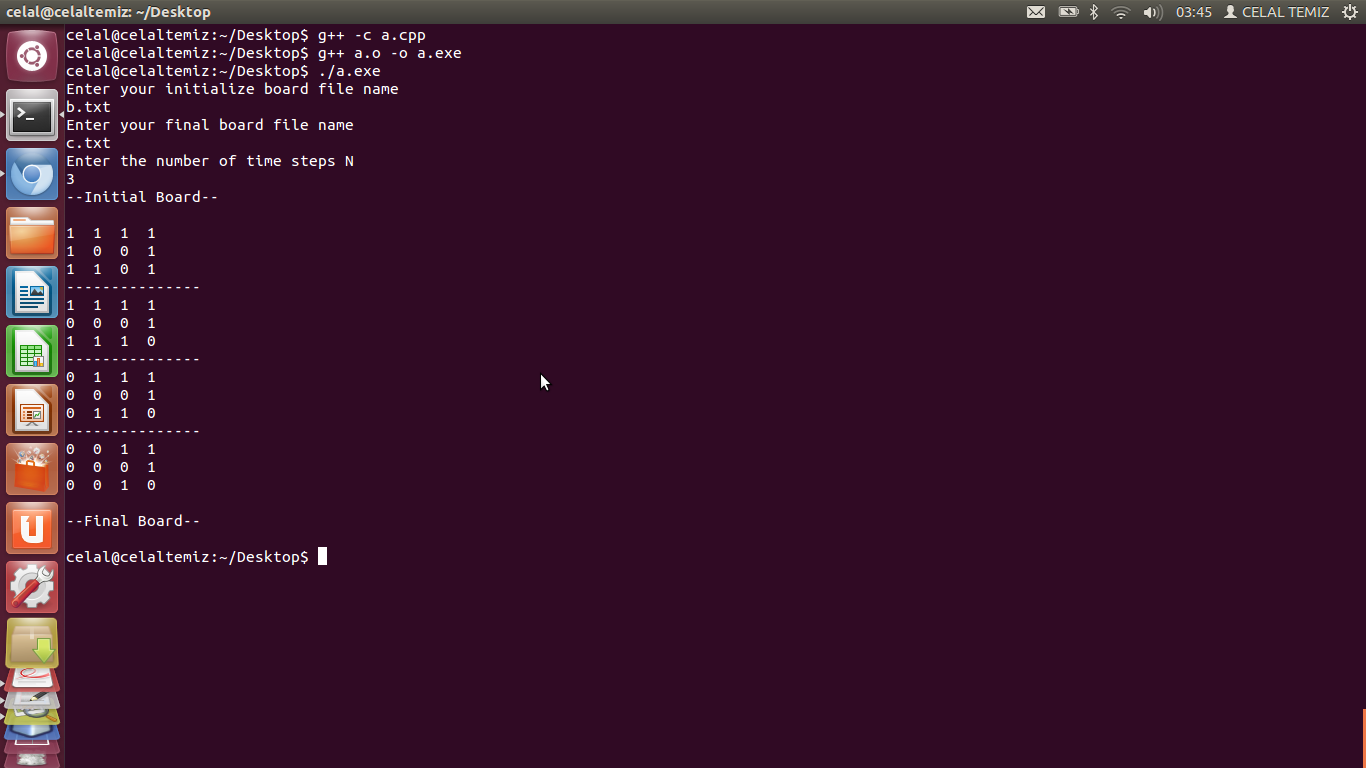 celal@celaltemiz: ~/Desktop
03:45
CELAL TEMIZ
celal@celaltemiz:~/Desktop$ g++ -c a.cpp
celal@celaltemiz:~/Desktop$ g++ a.o -o a.exe
celal@celaltemiz:~/Desktop$ ./a.exe
Enter your initialize board file name
b.txt
Enter your final board file name
c.txt
Enter the number of time steps N
3
--Initial Board--
1  1  1  1
1  0  0  1
1  1  0  1
---------------
1  1  1  1
0  0  0  1
1  1  1  0
---------------
0  1  1  1
0  0  0  1
0  1  1  0
---------------
0  0  1  1
0  0  0  1
0  0  1  0
--Final Board--
celal@celaltemiz:~/Desktop$